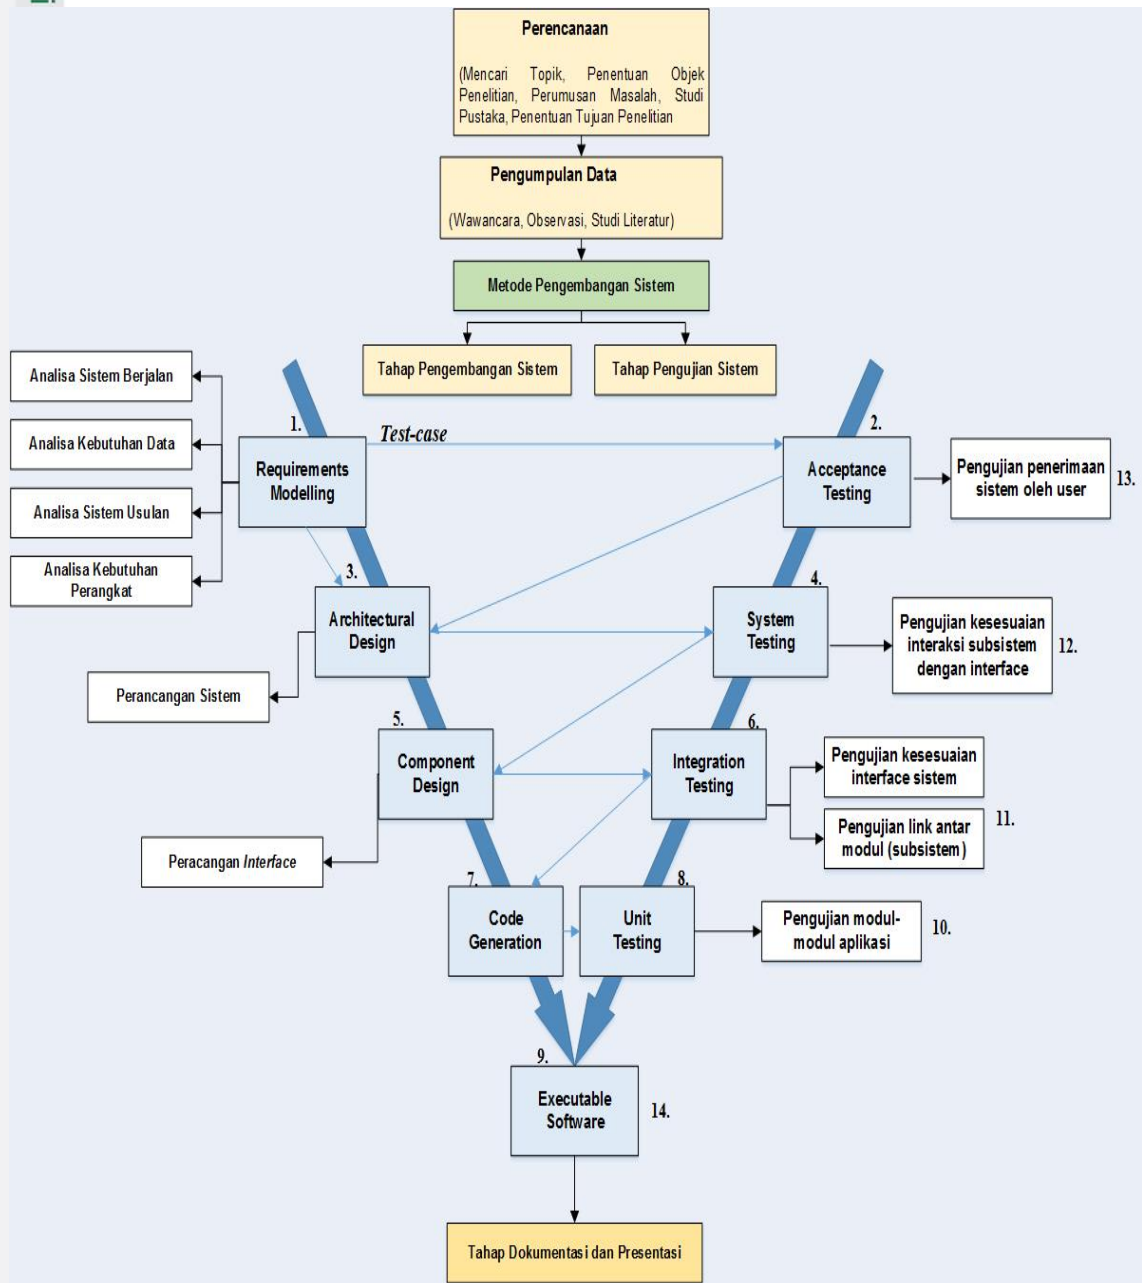 Perencanaan
(Mencari Topik, Penentuan Objek
Penelitian, Perumusan Masalah, Studi
Pustaka, Penentuan Tujuan Penelitian
Pengumpulan Data
(Wawancara, Observasi, Studi Literatur)
Metode Pengembangan Sistem
Tahap Pengembangan Sistem
Tahap Pengujian Sistem
Analisa Sistem Berjalan
Analisa Kebutuhan Data
Analisa Sistem Usulan
Analisa Kebutuhan
Perangkat
1.
Requirements
Modelling
Test-case
2.
Acceptance
Testing
Pengujian penerimaan
sistem oleh user
13.
3.
Architectural
Design
Perancangan Sistem
4.
System
Testing
Pengujian kesesuaian
interaksi subsistem
dengan interface
12.
5.
Component
Design
Peracangan Interface
6.
Integration
Testing
Pengujian kesesuaian
interface sistem
Pengujian link antar
modul (subsistem)
11.
7.
Code
Generation
8.
Unit
Testing
Pengujian modul-
modul aplikasi
10.
9.
Executable
Software
14.
Tahap Dokumentasi dan Presentasi